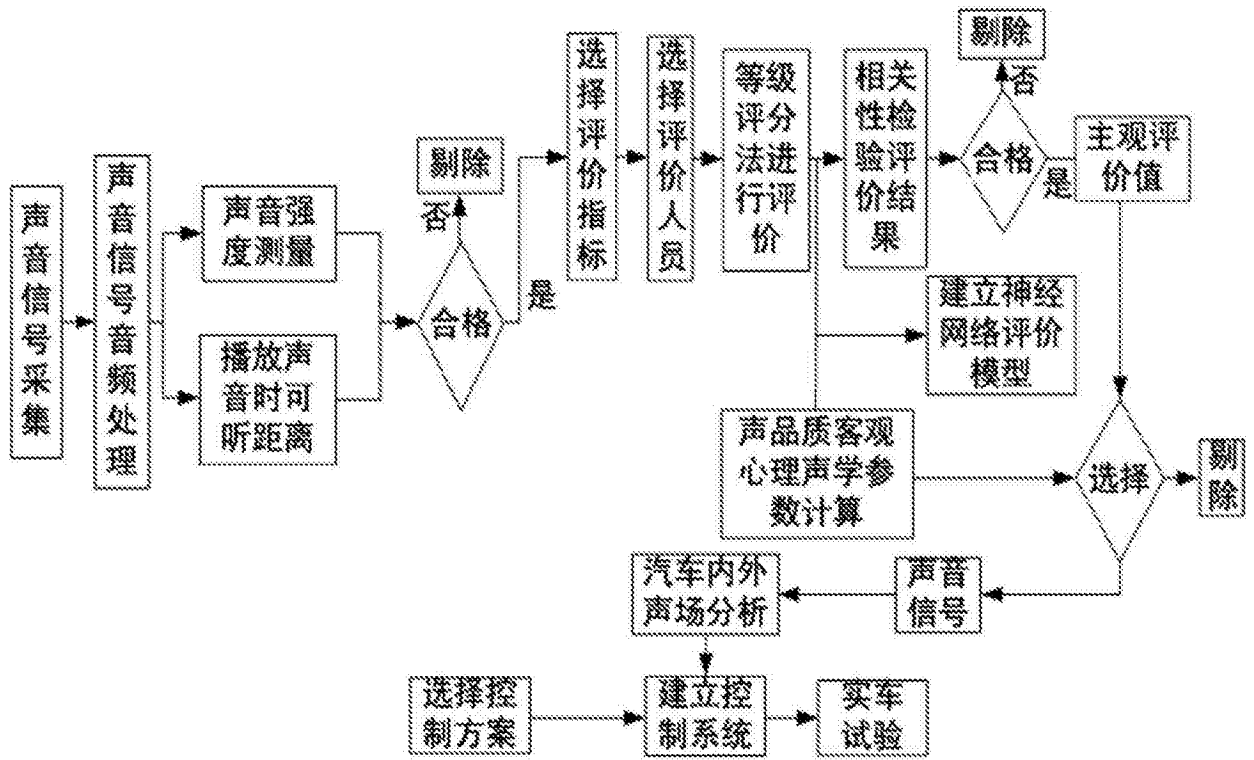 声音信号采集
声音信号音频处理
声音强
度测量
播放声
音时可
听距离
剔除
否
合格
是
选择评价指标
选择评价人员
等级
评分
法进
行评
价
相关
性检
验评
价结
果
剔除
否
合格
是
主观评
价值
建立神经
网络评价
模型
声品质客观
心理声学参
数计算
选择
剔除
声音
信号
汽车内外
声场分析
选择控
制方案
建立控
制系统
实车
试验